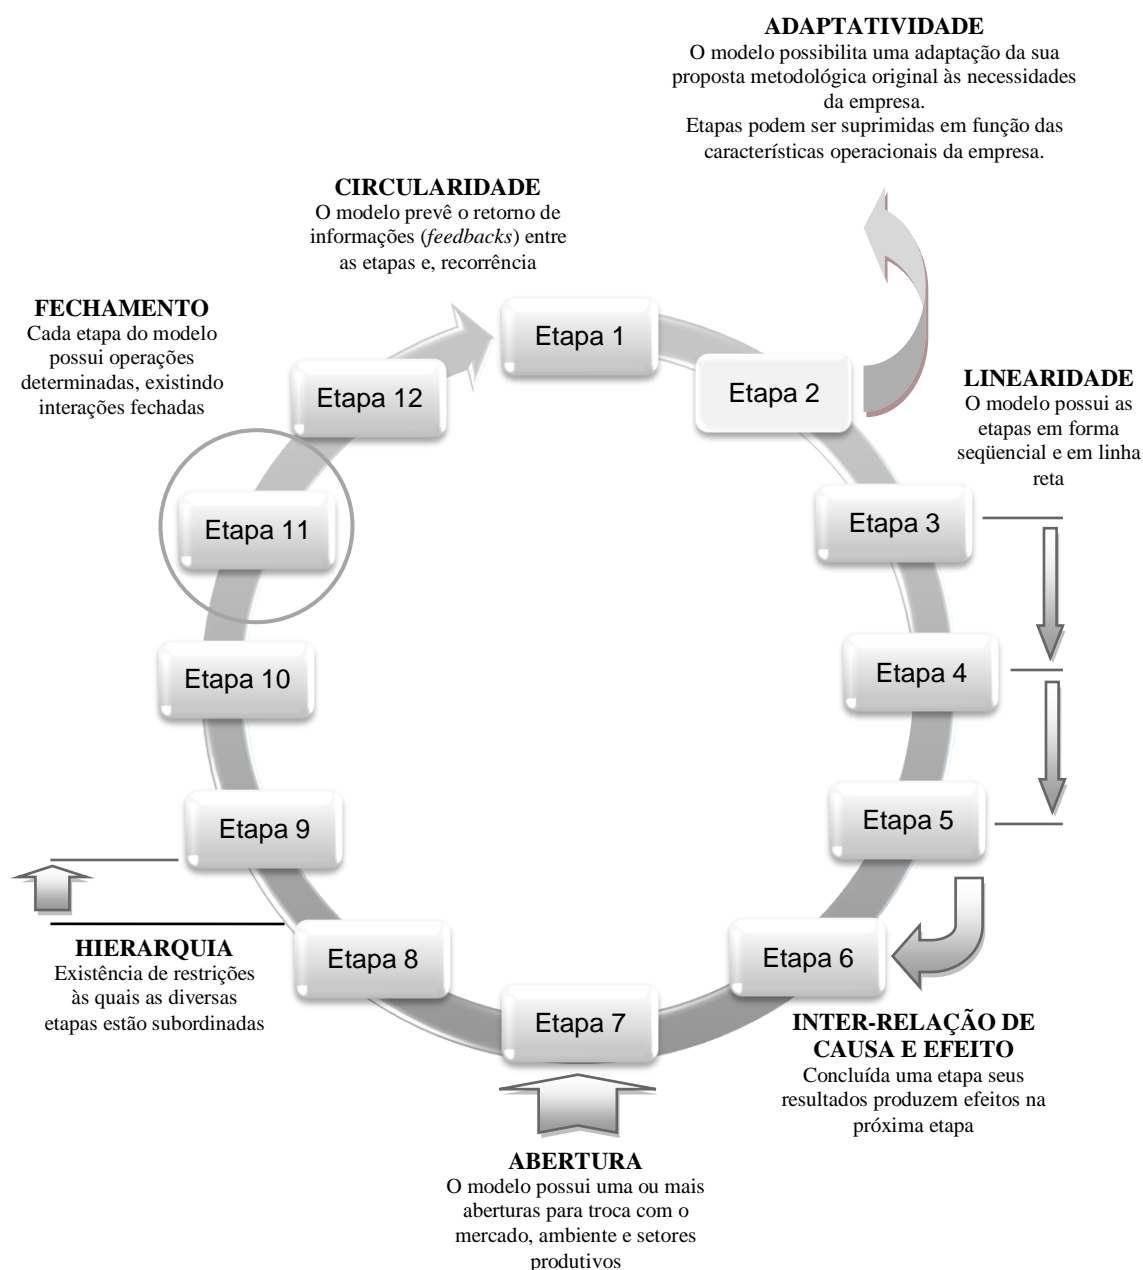 ADAPTATIVIDADE
O modelo possibilita uma adaptação da sua
proposta metodológica original às necessidades
da empresa.
Etapas podem ser suprimidas em função das
características operacionais da empresa.
CIRCULARIDADE
O modelo prevê o retorno de
informações (feedbacks) entre
as etapas e, recorrência
FECHAMENTO
Cada etapa do modelo
possui operações
determinadas, existindo
interações fechadas
LINEARIDADE
O modelo possui as
etapas em forma
seqüencial e em linha
reta
Etapa 1
Etapa 2
Etapa 3
Etapa 4
Etapa 5
Etapa 6
Etapa 7
Etapa 8
Etapa 9
Etapa 10
Etapa 11
Etapa 12
HIERARQUIA
Existência de restrições
às quais as diversas
etapas estão subordinadas
INTER-RELAÇÃO DE
CAUSA E EFEITO
Concluída uma etapa seus
resultados produzem efeitos na
próxima etapa
ABERTURA
O modelo possui uma ou mais
aberturas para troca com o
mercado, ambiente e setores
produtivos